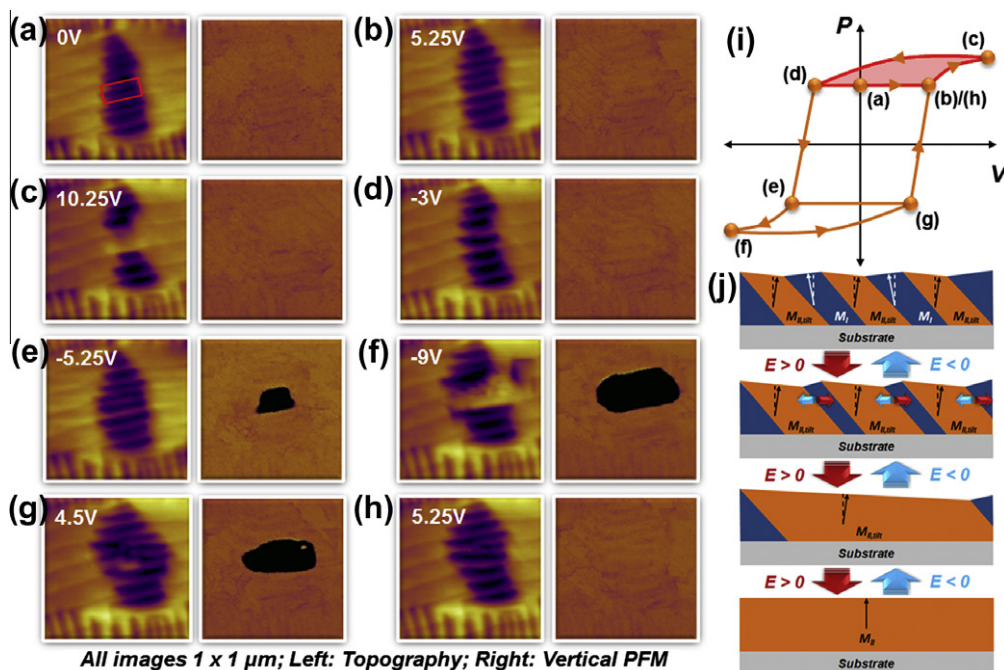 (a) 0V
(b) 5.25V
(c) 10.25V
(d) -3V
(e) -5.25V
(f) -9V
(g) 4.5V
(h) 5.25V
All images 1 x 1 μm; Left: Topography; Right: Vertical PFM
(i)
P
(c)
(d)
(a)
(b)/(h)
V
(e)
(g)
(f)
(j)
M_II,tilt M_I M_II,tilt M_I M_II,tilt
Substrate
E > 0 E < 0
M_II,tilt M_II,tilt M_II,tilt
Substrate
E > 0 E < 0
M_II,tilt
Substrate
E > 0 E < 0
M_II
Substrate